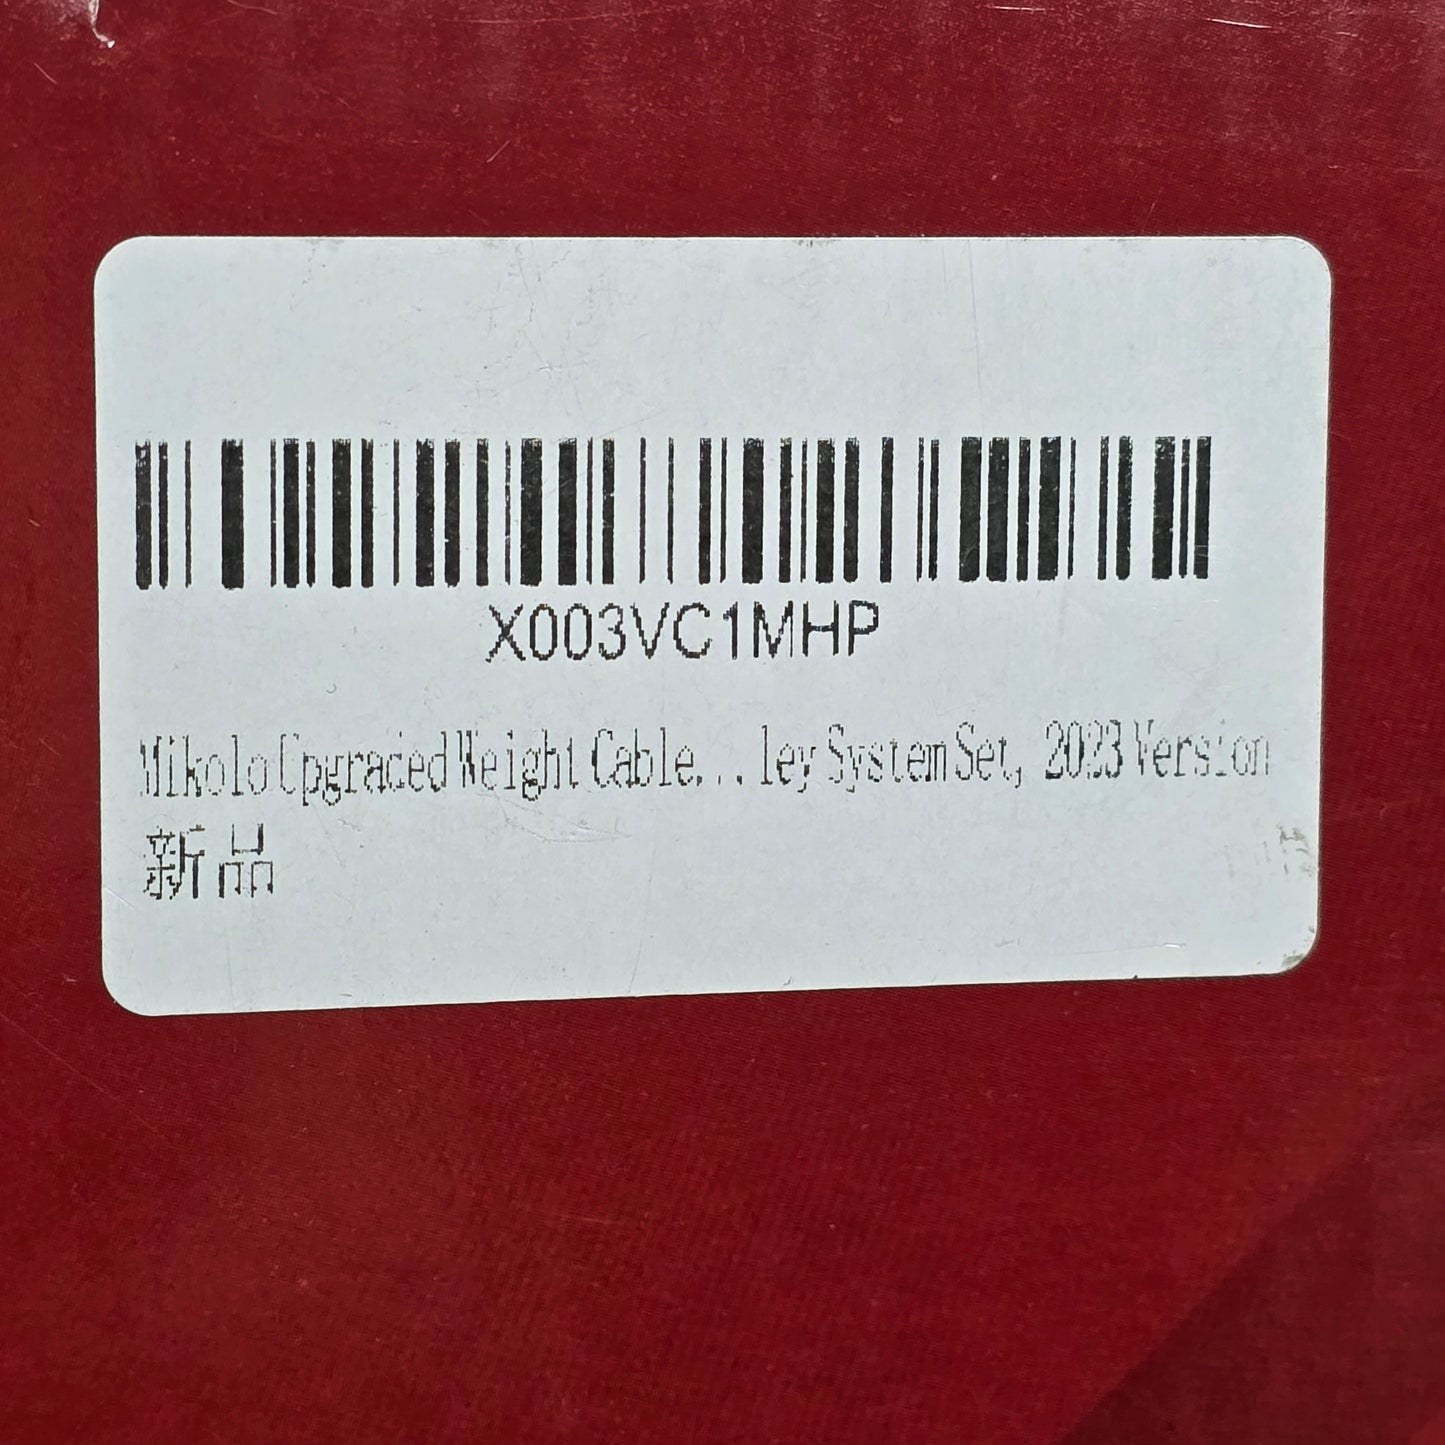 X003VC1MHP
Mikolo Upgraded Weight Cable...ley System Set, 2023 Version
新品